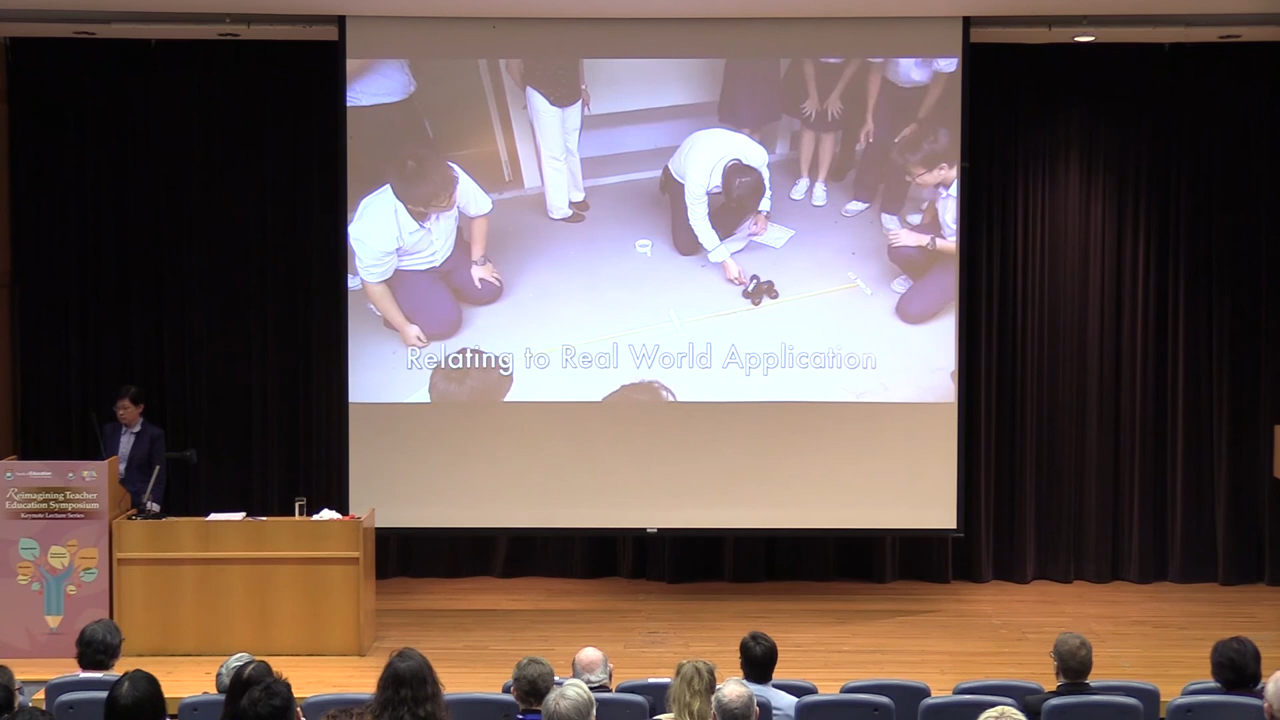 Relating to Real World Application
Reimagining Teacher
Education Symposium
Keynote Lecture Series